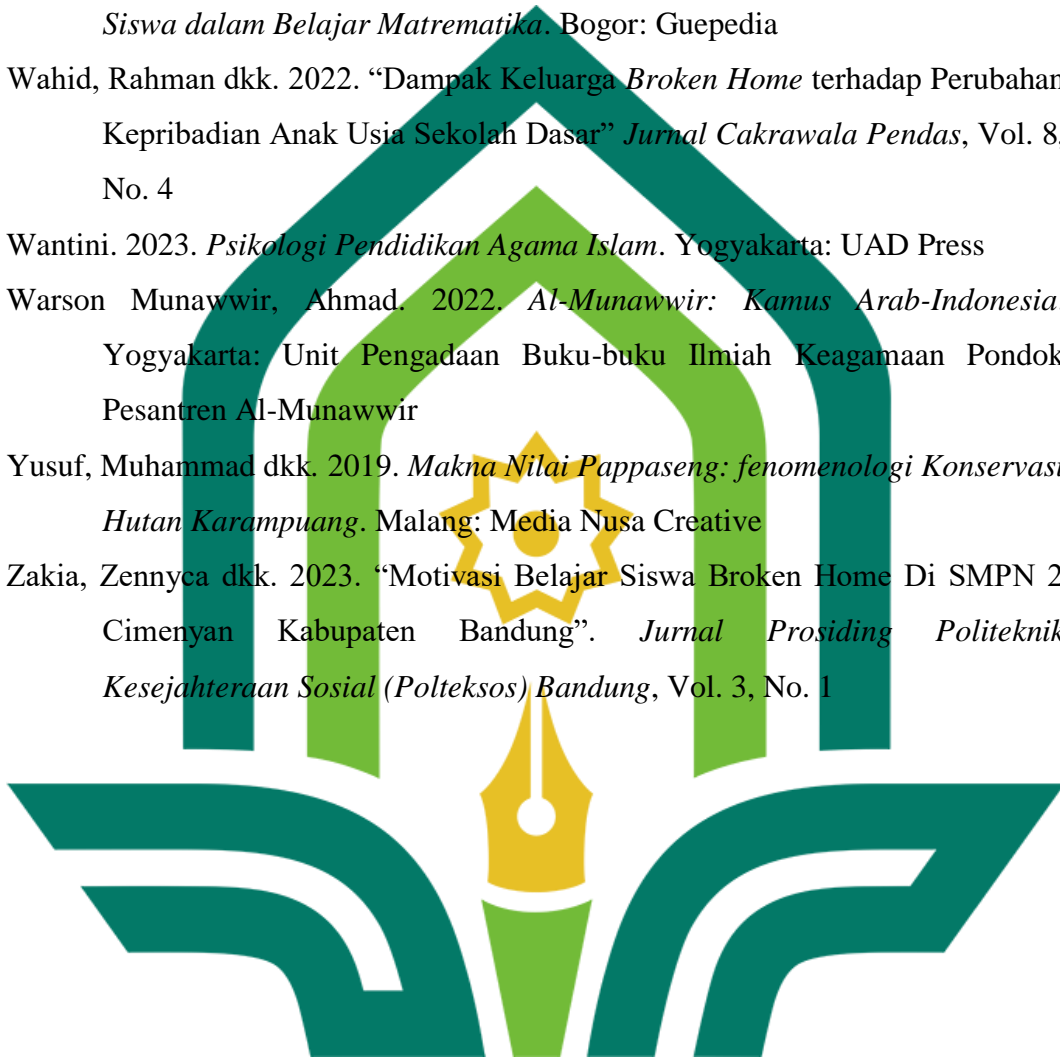 Siswa dalam Belajar Matrematika. Bogor: Guepedia
Wahid, Rahman dkk. 2022. “Dampak Keluarga Broken Home terhadap Perubahan
Kepribadian Anak Usia Sekolah Dasar” Jurnal Cakrawala Pendas, Vol. 8,
No. 4
Wantini. 2023. Psikologi Pendidikan Agama Islam. Yogyakarta: UAD Press
Warson Munawwir, Ahmad. 2022. Al-Munawwir: Kamus Arab-Indonesia.
Yogyakarta: Unit Pengadaan Buku-buku Ilmiah Keagamaan Pondok
Pesantren Al-Munawwir
Yusuf, Muhammad dkk. 2019. Makna Nilai Pappaseng: fenomenologi Konservasi
Hutan Karampuang. Malang: Media Nusa Creative
Zakia, Zennyca dkk. 2023. “Motivasi Belajar Siswa Broken Home Di SMPN 2
Cimenyan Kabupaten Bandung”. Jurnal Prosiding Politeknik
Kesejahteraan Sosial (Polteksos) Bandung, Vol. 3, No. 1